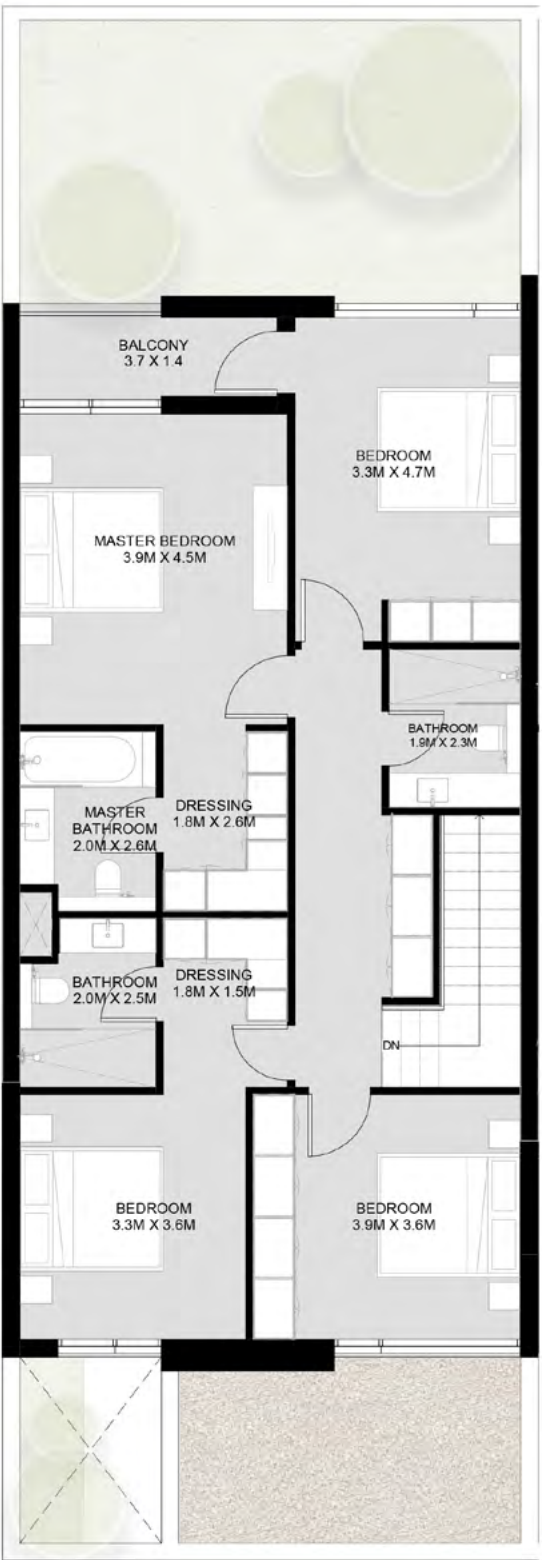 BALCONY
3.7 X 1.4
BEDROOM
3.3M X 4.7M
MASTER BEDROOM
3.9M X 4.5M
BATHROOM
1.9M X 2.3M
MASTER
BATHROOM
2.0M X 2.6M
DRESSING
1.8M X 2.6M
BATHROOM
2.0M X 2.5M
DRESSING
1.8M X 1.5M
DN
BEDROOM
3.3M X 3.6M
BEDROOM
3.9M X 3.6M